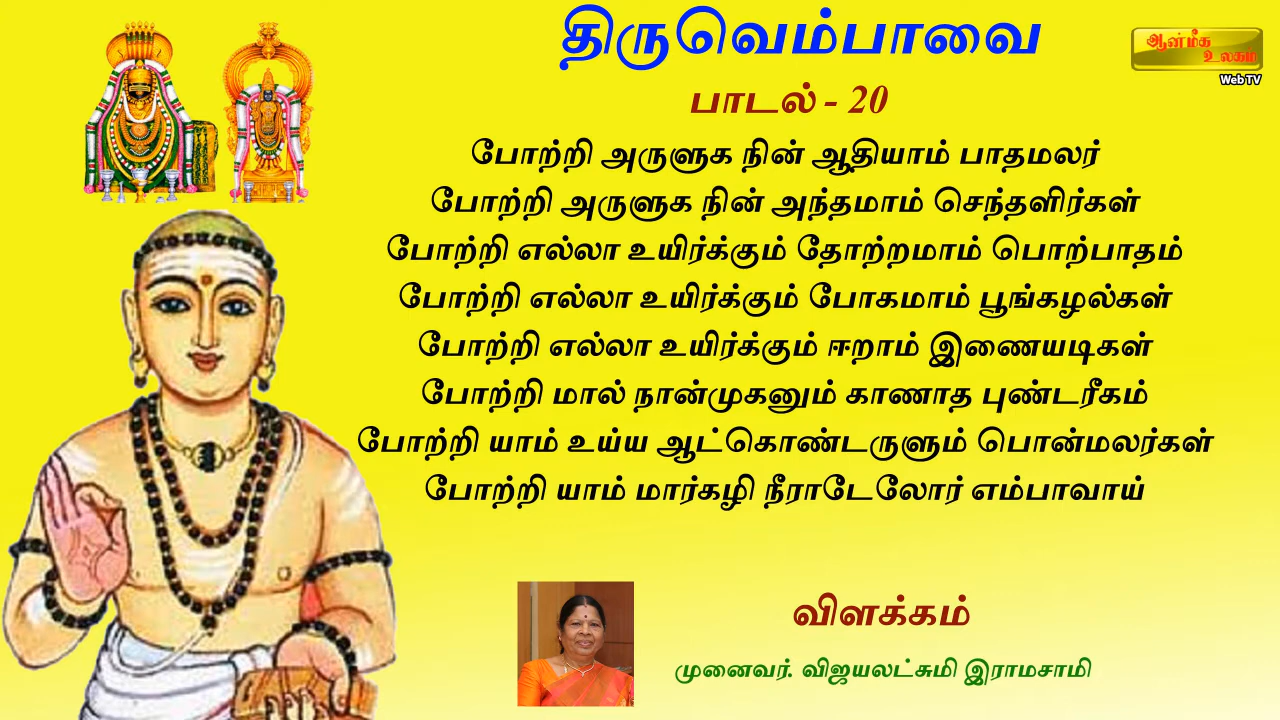 திருவெம்பாவை
ஆன்மீக
உலகம்
Web TV
பாடல் - 20
போற்றி அருளுக நின் ஆதியாம் பாதமலர்
போற்றி அருளுக நின் அந்தமாம் செந்தளிர்கள்
போற்றி எல்லா உயிர்க்கும் தோற்றமாம் பொற்பாதம்
போற்றி எல்லா உயிர்க்கும் போகமாம் பூங்கழல்கள்
போற்றி எல்லா உயிர்க்கும் ஈறாம் இணையடிகள்
போற்றி மால் நான்முகனும் காணாத புண்டரீகம்
போற்றி யாம் உய்ய ஆட்கொண்டருளும் பொன்மலர்கள்
போற்றி யாம் மார்கழி நீராடேலோர் எம்பாவாய்
விளக்கம்
முனைவர். விஜயலட்சுமி இராமசாமி